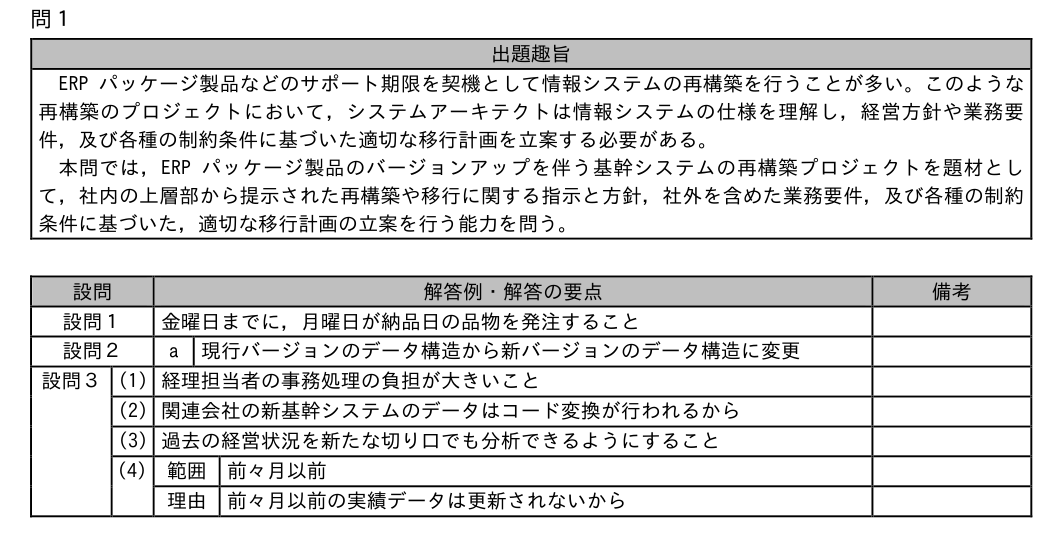 問１
出題趣旨
ERP パッケージ製品などのサポート期限を契機として情報システムの再構築を行うことが多い。このような
再構築のプロジェクトにおいて，システムアーキテクトは情報システムの仕様を理解し，経営方針や業務要
件，及び各種の制約条件に基づいた適切な移行計画を立案する必要がある。
本問では，ERP パッケージ製品のバージョンアップを伴う基幹システムの再構築プロジェクトを題材とし
て，社内の上層部から提示された再構築や移行に関する指示と方針，社外を含めた業務要件，及び各種の制約
条件に基づいた，適切な移行計画の立案を行う能力を問う。
設問 解答例・解答の要点 備考
設問１ 金曜日までに，月曜日が納品日の品物を発注すること
設問２ a 現行バージョンのデータ構造から新バージョンのデータ構造に変更
設問３ (1) 経理担当者の事務処理の負担が大きいこと
(2) 関連会社の新基幹システムのデータはコード変換が行われるから
(3) 過去の経営状況を新たな切り口でも分析できるようにすること
(4) 範囲 前々月以前
理由 前々月以前の実績データは更新されないから